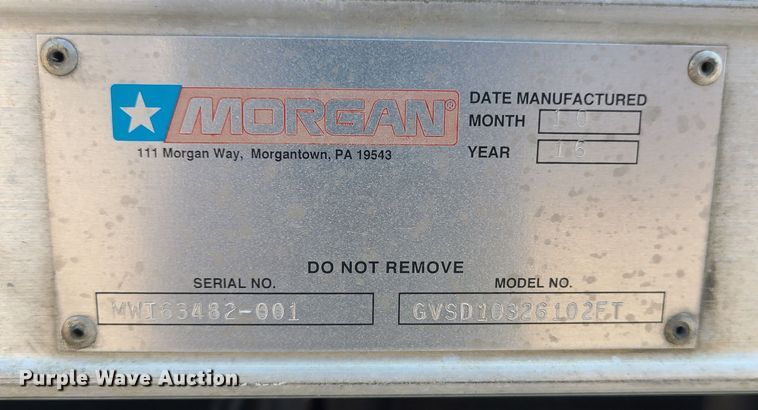 MORGAN®
111 Morgan Way, Morgantown, PA 19543
DATE MANUFACTURED
MONTH 10
YEAR 16
DO NOT REMOVE
SERIAL NO.
MWI63482-001
MODEL NO.
GVSD10326102FT
Purple Wave Auction